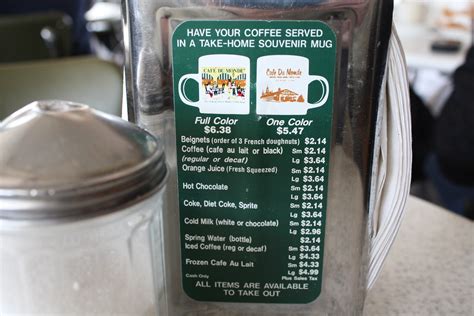 HAVE YOUR COFFEE SERVED
IN A TAKE-HOME SOUVENIR MUG
CAFÉ DU MONDE
Cafe Du Monde
Full Color
$6.38
One Color
$5.47
Beignets (order of 3 French doughnuts) $2.14
Coffee (cafe au lait or black) Sm $2.14
(regular or decaf) Lg $3.64
Orange Juice (Fresh Squeezed) Sm $2.14
Lg $3.64
Hot Chocolate Sm $2.14
Lg $3.64
Coke, Diet Coke, Sprite Sm $2.14
Lg $3.64
Cold Milk (white or chocolate) Sm $2.14
Lg $2.96
Spring Water (bottle) $2.14
Iced Coffee (reg or decaf) Sm $3.64
Lg $4.33
Frozen Cafe Au Lait Sm $4.33
Lg $4.99
Cash Only Plus Sales Tax
ALL ITEMS ARE AVAILABLE
TO TAKE OUT